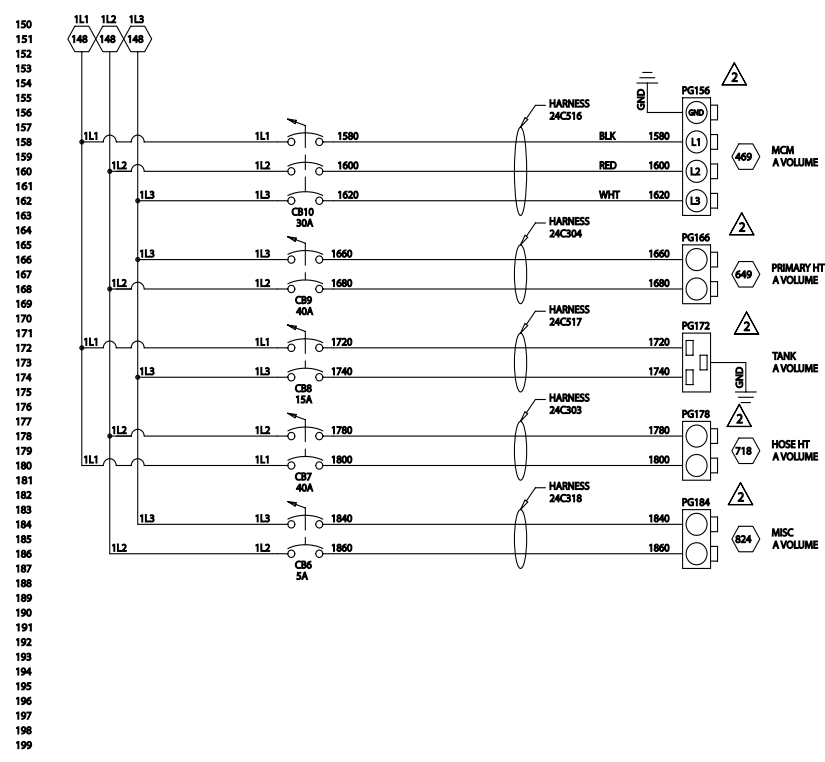 1L1 1L2 1L3
150
151 148 148 148
152
153 2
154
155 PG156
156 HARNESS GND GND
24C516
157
158 1L1 1L1 1580 BLK 1580 L1
159 469 MCM
A VOLUME
160 1L2 1L2 1600 RED 1600 L2
161
162 1L3 1L3 1620 WHT 1620 L3
163 CB10
30A
164 HARNESS 2
24C304
165 PG166
166 1L3 1L3 1660 1660
167 649 PRIMARY HT
A VOLUME
168 1L2 1L2 1680 1680
169 CB9
40A
170 HARNESS 2
24C517
171 PG172
172 1L1 1L1 1720 1720
173 TANK
A VOLUME
174 1L3 1L3 1740 1740 GND
175 CB8
15A
176 HARNESS
24C303
177 PG178 2
178 1L2 1L2 1780 1780
179 718 HOSE HT
A VOLUME
180 1L1 1L1 1800 1800
181 CB7
40A
182 HARNESS 2
24C318
183 PG184
184 1L3 1L3 1840 1840
185 824 MISC
A VOLUME
186 1L2 1L2 1860 1860
187 CB6
5A
188
189
190
191
192
193
194
195
196
197
198
199